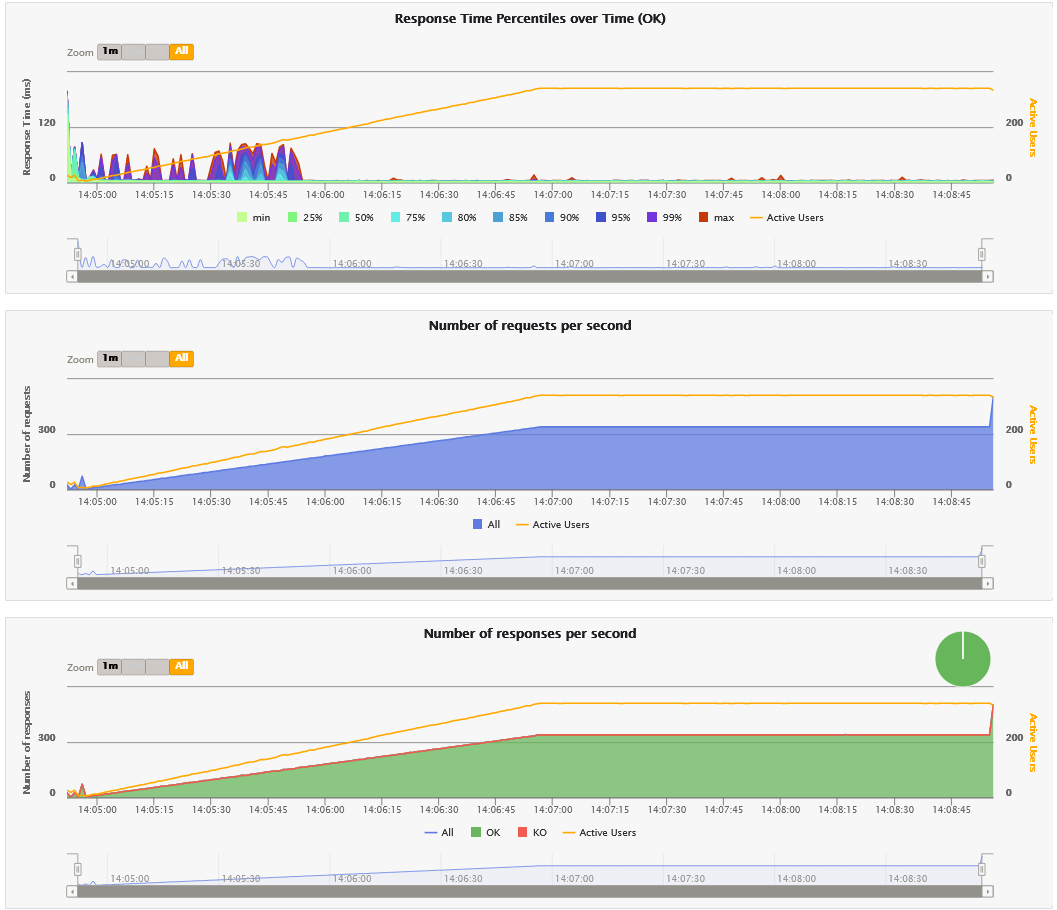 Response Time Percentiles over Time (OK)
Zoom 1m All
Response Time (ms)
120
0
Active Users
200
0
14:05:00 14:05:15 14:05:30 14:05:45 14:06:00 14:06:15 14:06:30 14:06:45 14:07:00 14:07:15 14:07:30 14:07:45 14:08:00 14:08:15 14:08:30 14:08:45
min 25% 50% 75% 80% 85% 90% 95% 99% max Active Users
14:05:00 14:05:30 14:06:00 14:06:30 14:07:00 14:07:30 14:08:00 14:08:30
Number of requests per second
Zoom 1m All
Number of requests
300
0
Active Users
200
0
14:05:00 14:05:15 14:05:30 14:05:45 14:06:00 14:06:15 14:06:30 14:06:45 14:07:00 14:07:15 14:07:30 14:07:45 14:08:00 14:08:15 14:08:30 14:08:45
All Active Users
14:05:00 14:05:30 14:06:00 14:06:30 14:07:00 14:07:30 14:08:00 14:08:30
Number of responses per second
Zoom 1m All
Number of responses
300
0
Active Users
200
0
14:05:00 14:05:15 14:05:30 14:05:45 14:06:00 14:06:15 14:06:30 14:06:45 14:07:00 14:07:15 14:07:30 14:07:45 14:08:00 14:08:15 14:08:30 14:08:45
All OK KO Active Users
14:05:00 14:05:30 14:06:00 14:06:30 14:07:00 14:07:30 14:08:00 14:08:30